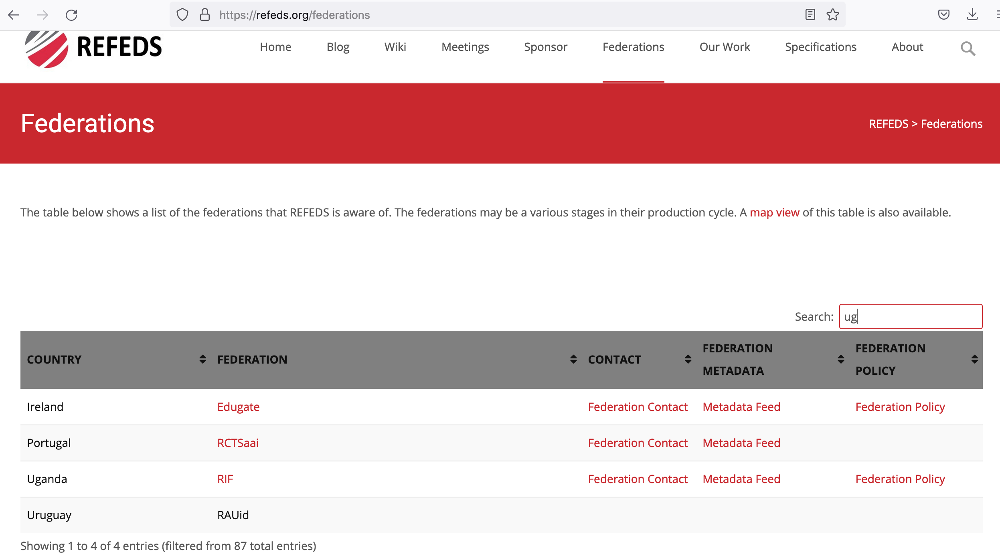 https://refeds.org/federations
REFEDS
Home Blog Wiki Meetings Sponsor Federations Our Work Specifications About
Federations
REFEDS > Federations
The table below shows a list of the federations that REFEDS is aware of. The federations may be a various stages in their production cycle. A map view of this table is also available.
Search: ug
COUNTRY FEDERATION CONTACT FEDERATION METADATA FEDERATION POLICY
Ireland Edugate Federation Contact Metadata Feed Federation Policy
Portugal RCTSaai Federation Contact Metadata Feed
Uganda RIF Federation Contact Metadata Feed Federation Policy
Uruguay RAUid
Showing 1 to 4 of 4 entries (filtered from 87 total entries)